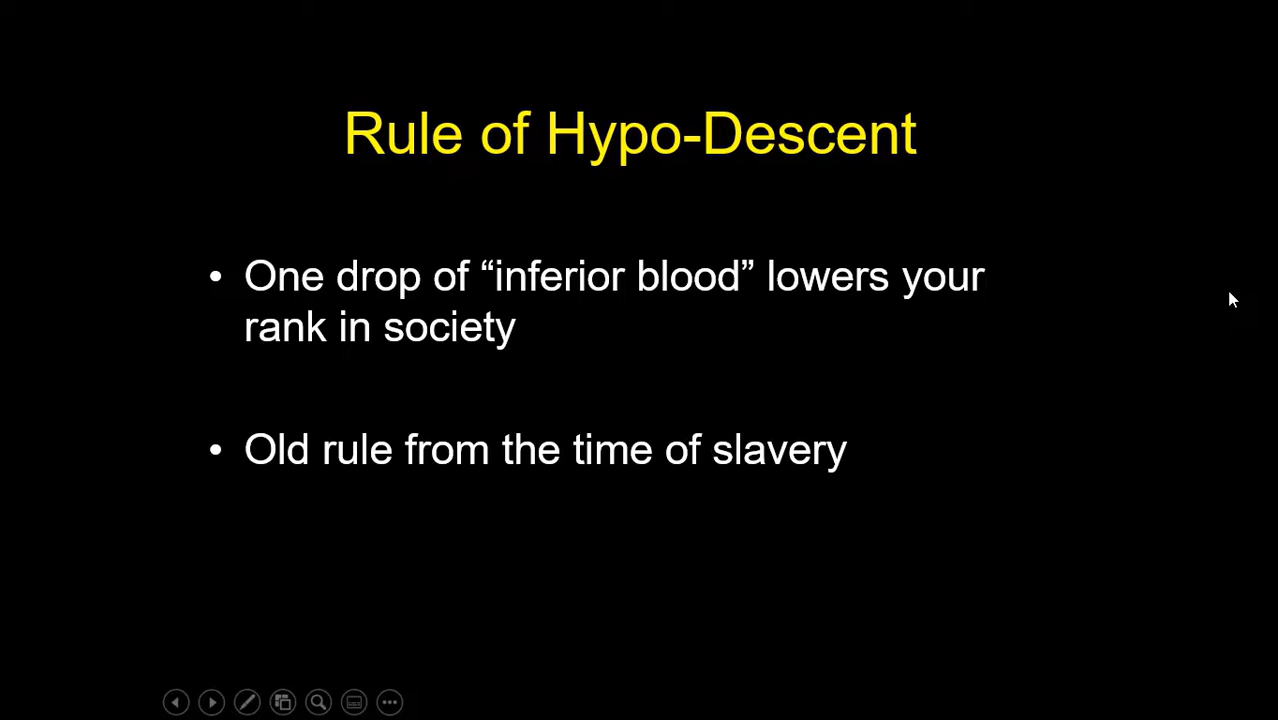 Rule of Hypo-Descent
• One drop of “inferior blood” lowers your
rank in society
• Old rule from the time of slavery